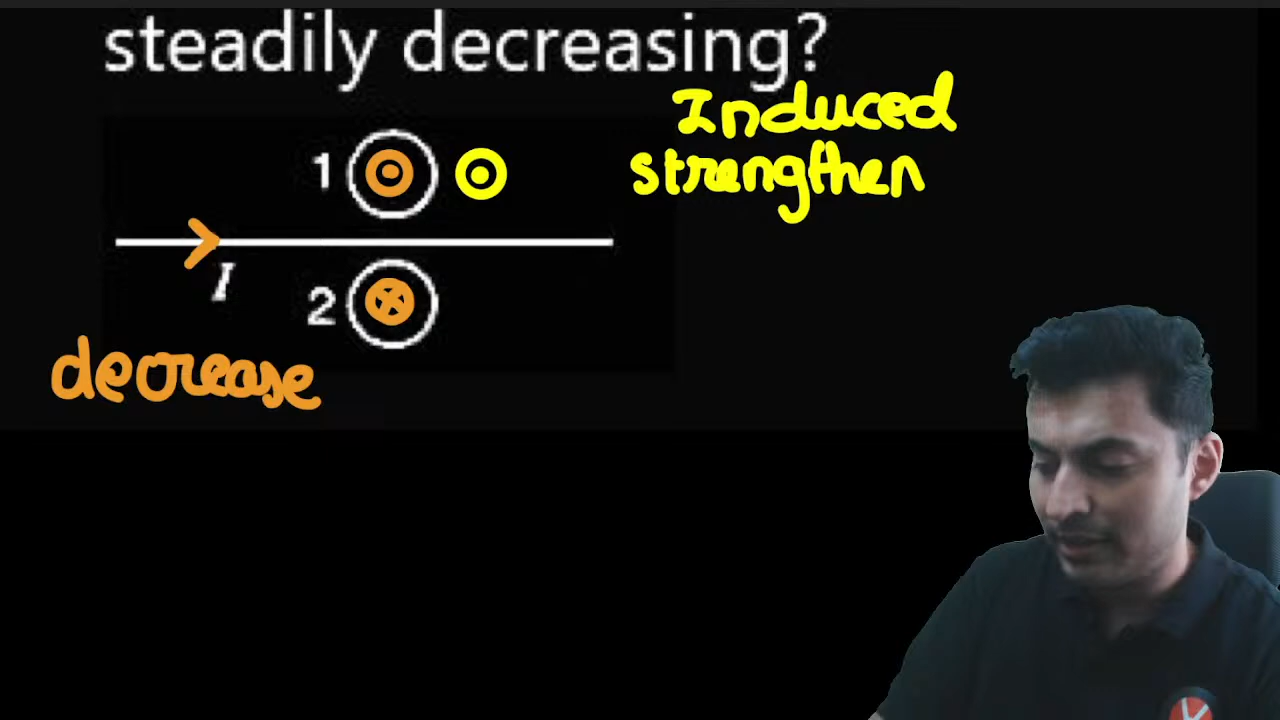 steadily decreasing?
Induced
strengthen
1
I
2
decrease